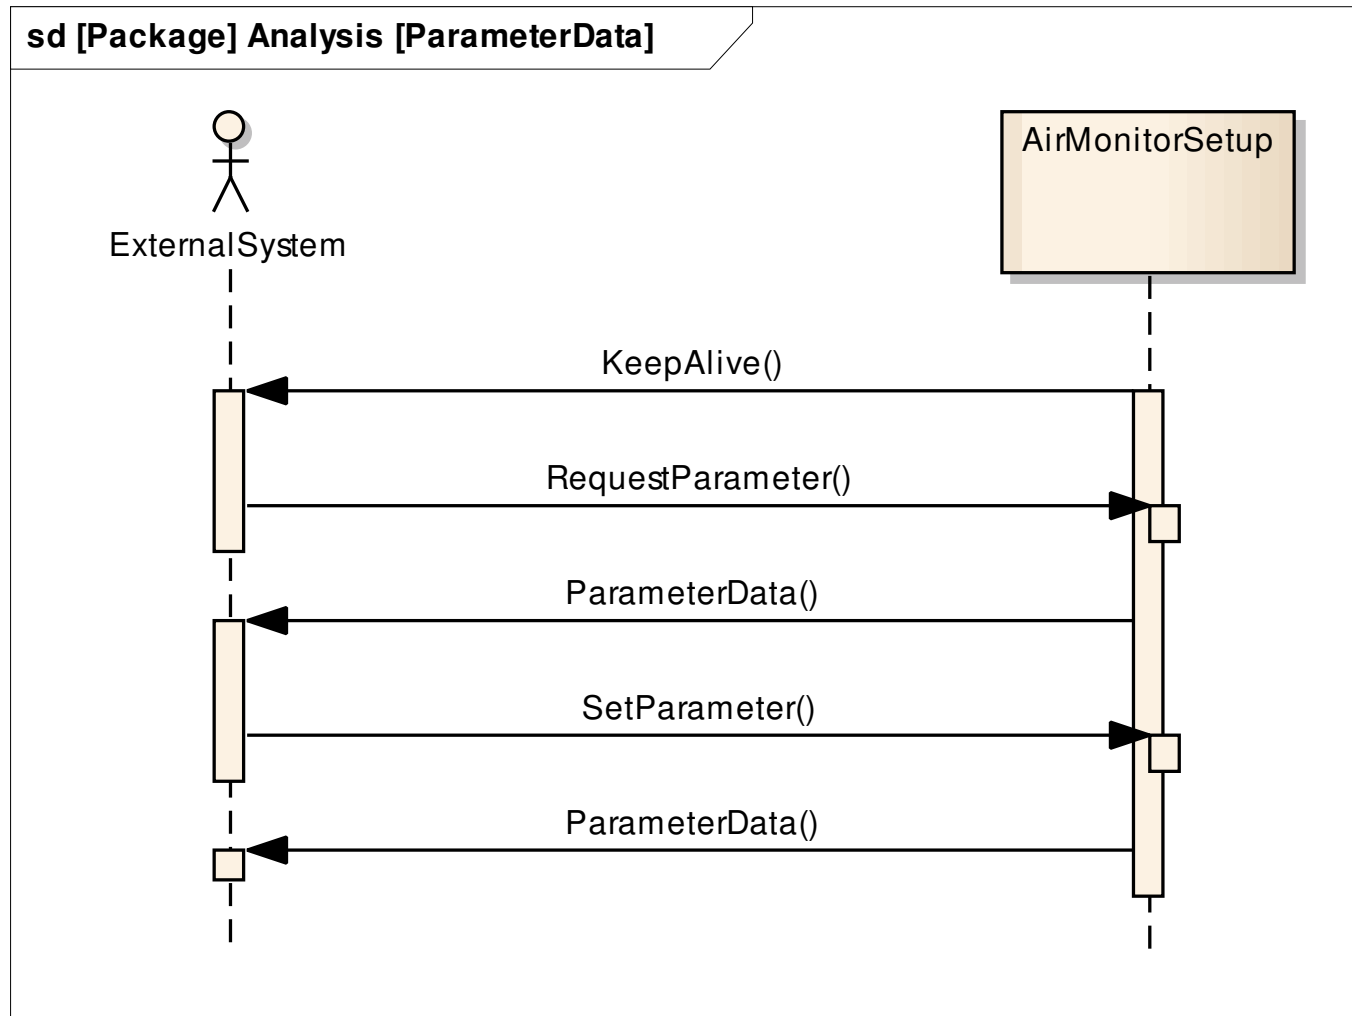 sd [Package] Analysis [ParameterData]
AirMonitorSetup
ExternalSystem
KeepAlive()
RequestParameter()
ParameterData()
SetParameter()
ParameterData()